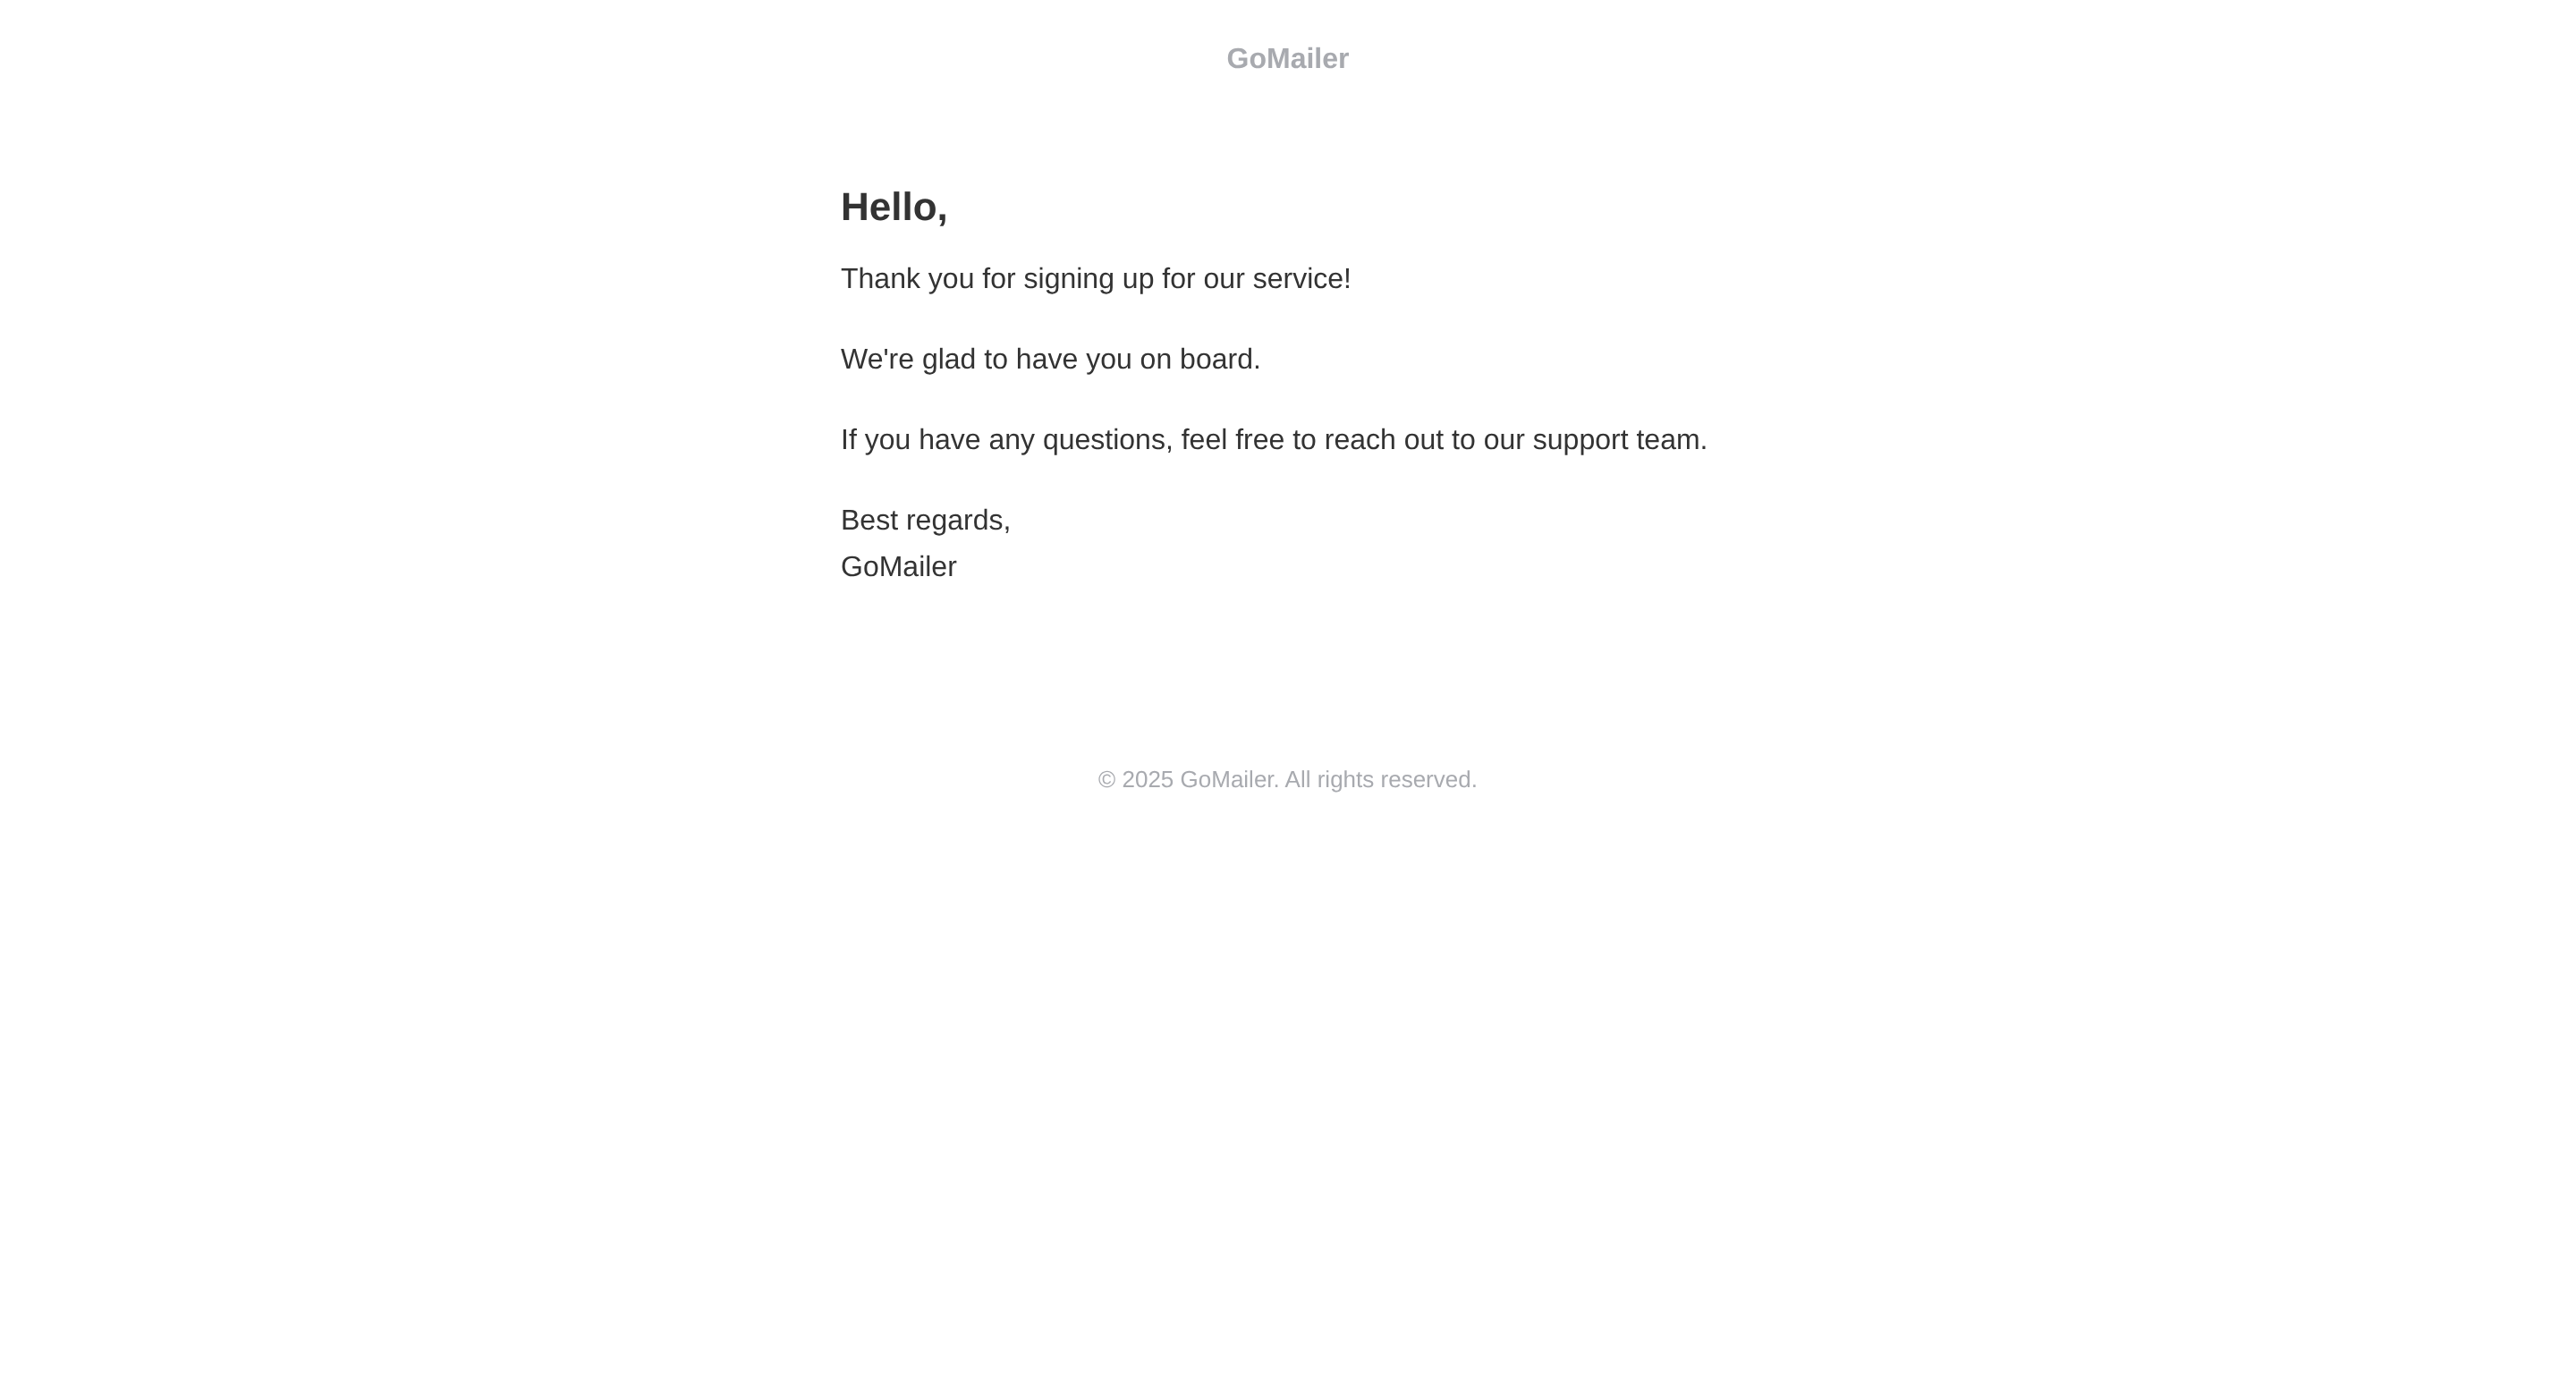 GoMailer
Hello,
Thank you for signing up for our service!
We're glad to have you on board.
If you have any questions, feel free to reach out to our support team.
Best regards,
GoMailer
© 2025 GoMailer. All rights reserved.